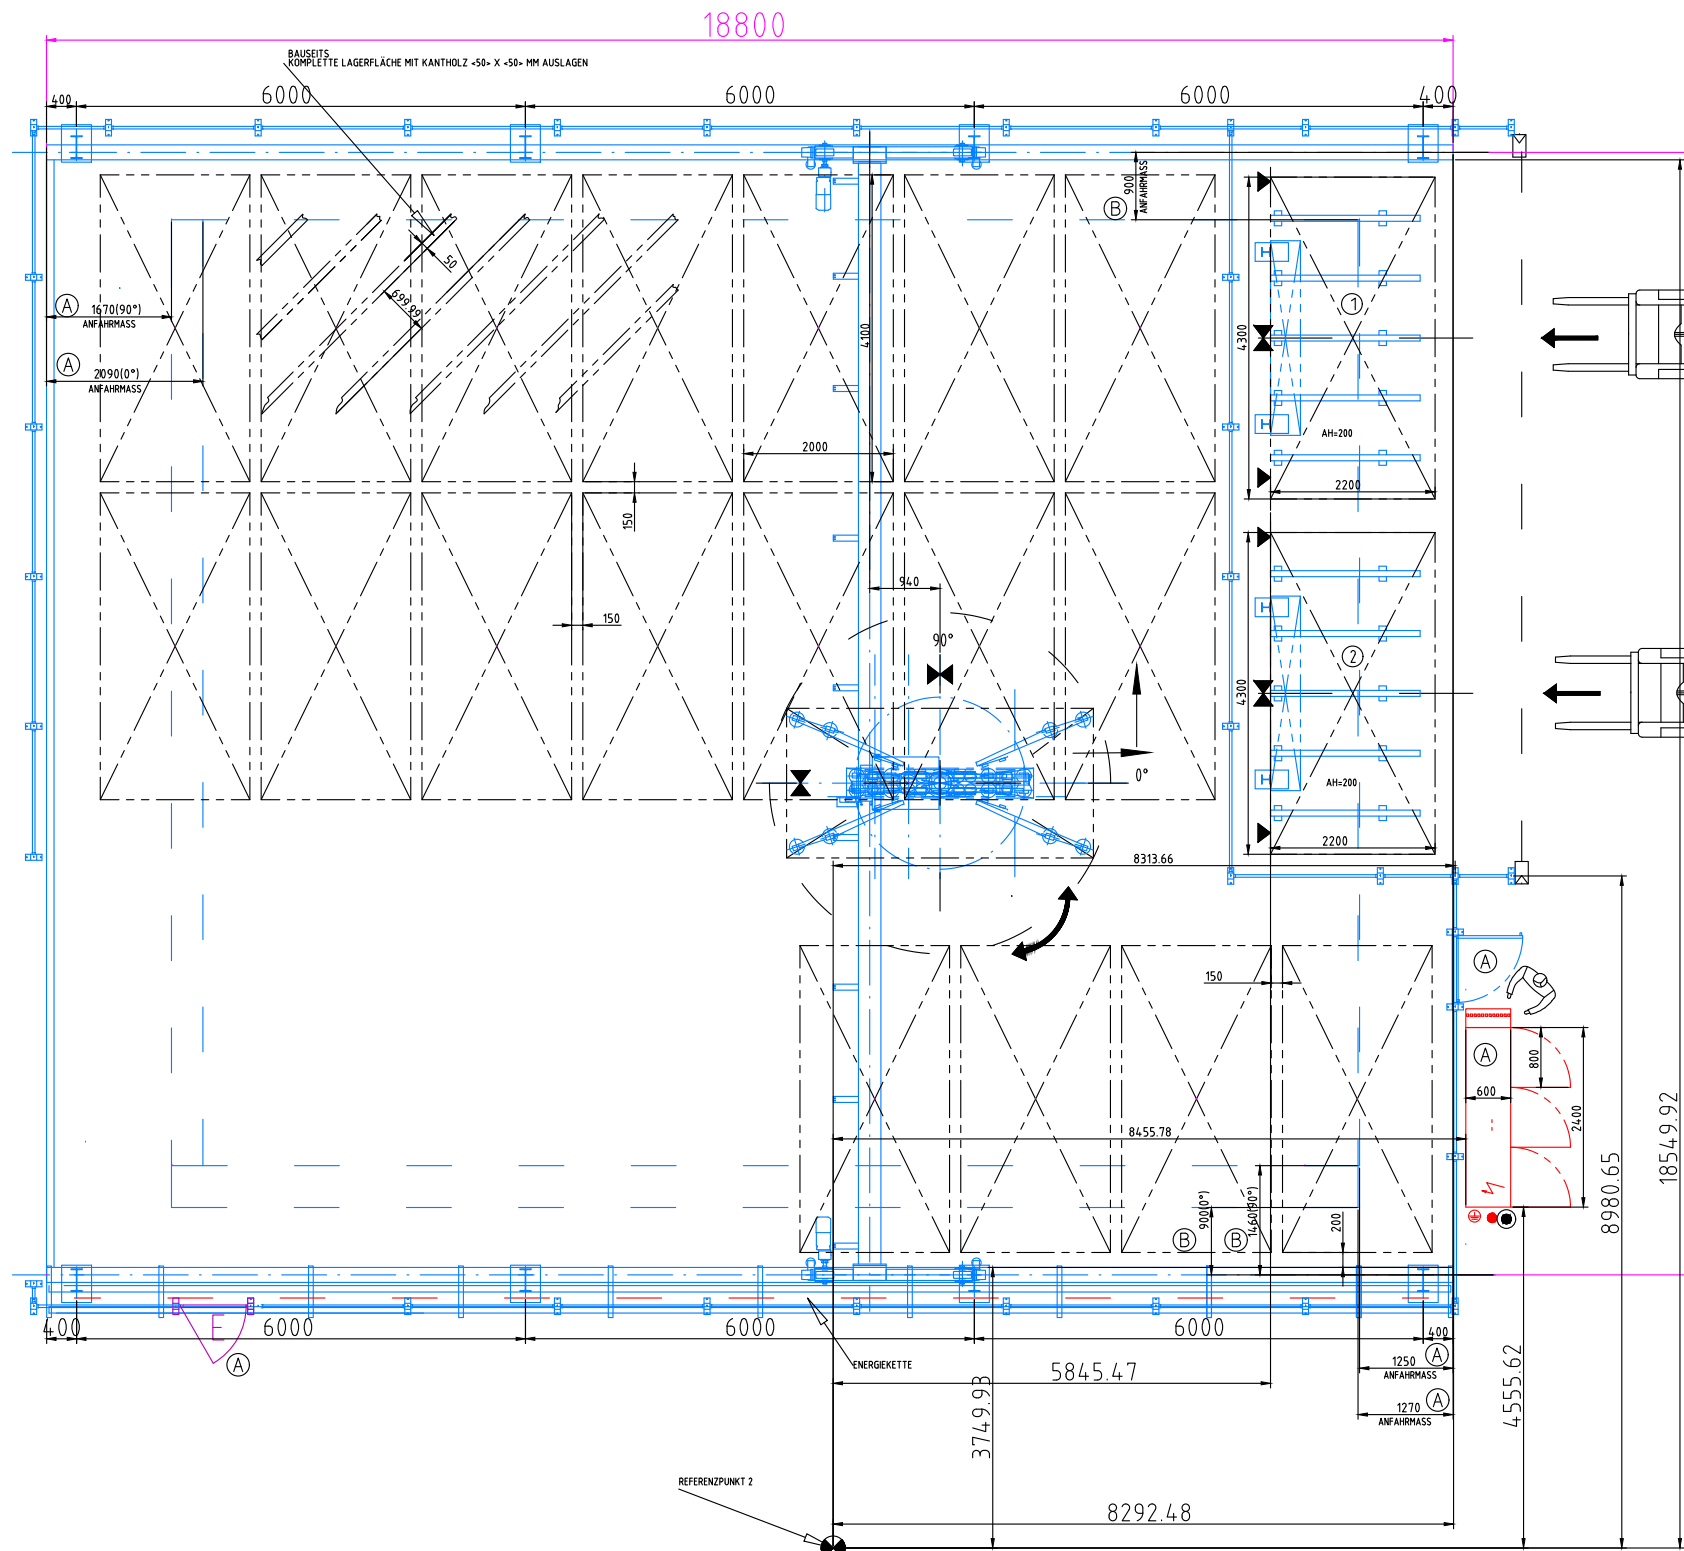 18800
BAUSEITS
KOMPLETTE LAGERFLÄCHE MIT KANTHOLZ <50> X <50> MM AUSLAGEN
400
6000
6000
6000
400
900
ANFAHRMASS
B
A
1670(90°)
ANFAHRMASS
A
2090(0°)
ANFAHRMASS
50
699.99
4100
4300
1
AH=200
2200
2000
150
150
940
90°
0°
4300
2
AH=200
2200
8313.66
150
A
A
800
600
2400
8455.78
900(0°)
1460(90°)
200
B
B
8980.65
18549.92
E
A
400
6000
6000
6000
400
ENERGIEKETTE
1250
A
ANFAHRMASS
1270
A
ANFAHRMASS
5845.47
3749.93
4555.62
REFERENZPUNKT 2
8292.48